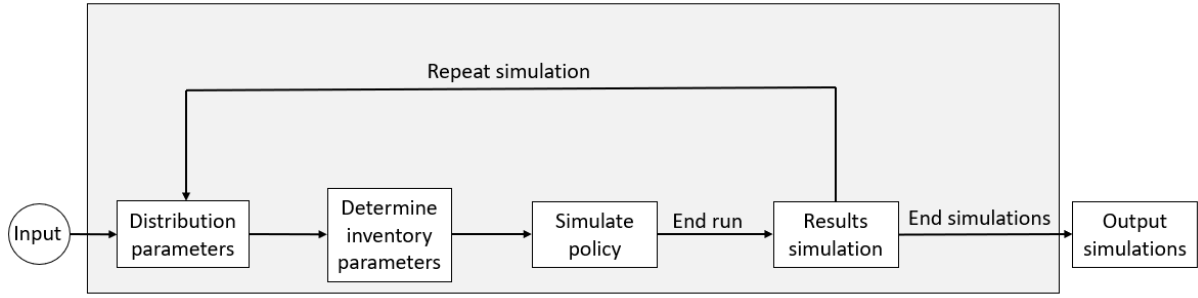 Repeat simulation
Input
Distribution
parameters
Determine
inventory
parameters
Simulate
policy
End run
Results
simulation
End simulations
Output
simulations